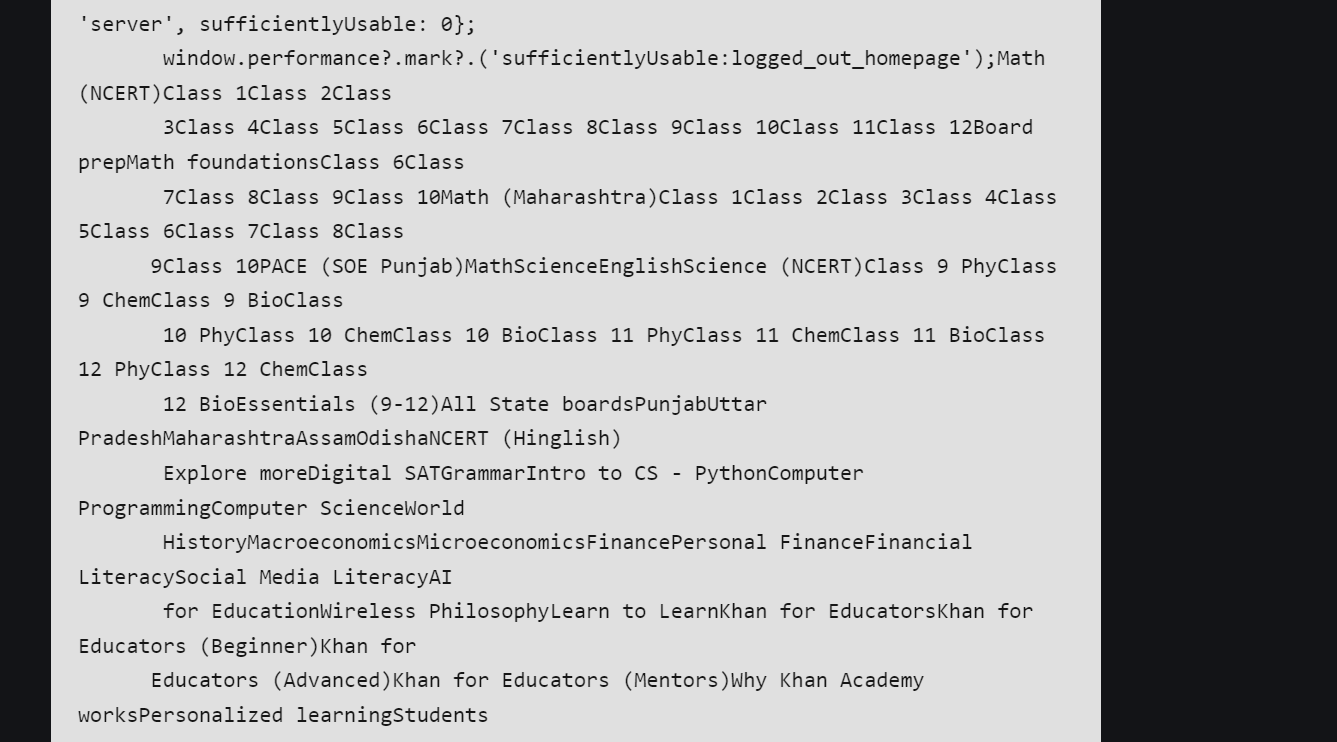 'server', sufficientlyUsable: 0};
window.performance?.mark?.('sufficientlyUsable:logged_out_homepage');Math
(NCERT)Class 1Class 2Class
3Class 4Class 5Class 6Class 7Class 8Class 9Class 10Class 11Class 12Board
prepMath foundationsClass 6Class
7Class 8Class 9Class 10Math (Maharashtra)Class 1Class 2Class 3Class 4Class
5Class 6Class 7Class 8Class
9Class 10PACE (SOE Punjab)MathScienceEnglishScience (NCERT)Class 9 PhyClass
9 ChemClass 9 BioClass
10 PhyClass 10 ChemClass 10 BioClass 11 PhyClass 11 ChemClass 11 BioClass
12 PhyClass 12 ChemClass
12 BioEssentials (9-12)All State boardsPunjabUttar
PradeshMaharashtraAssamOdishaNCERT (Hinglish)
Explore moreDigital SATGrammarIntro to CS - PythonComputer
ProgrammingComputer ScienceWorld
HistoryMacroeconomicsMicroeconomicsFinancePersonal FinanceFinancial
LiteracySocial Media LiteracyAI
for EducationWireless PhilosophyLearn to LearnKhan for EducatorsKhan for
Educators (Beginner)Khan for
Educators (Advanced)Khan for Educators (Mentors)Why Khan Academy
worksPersonalized learningStudents